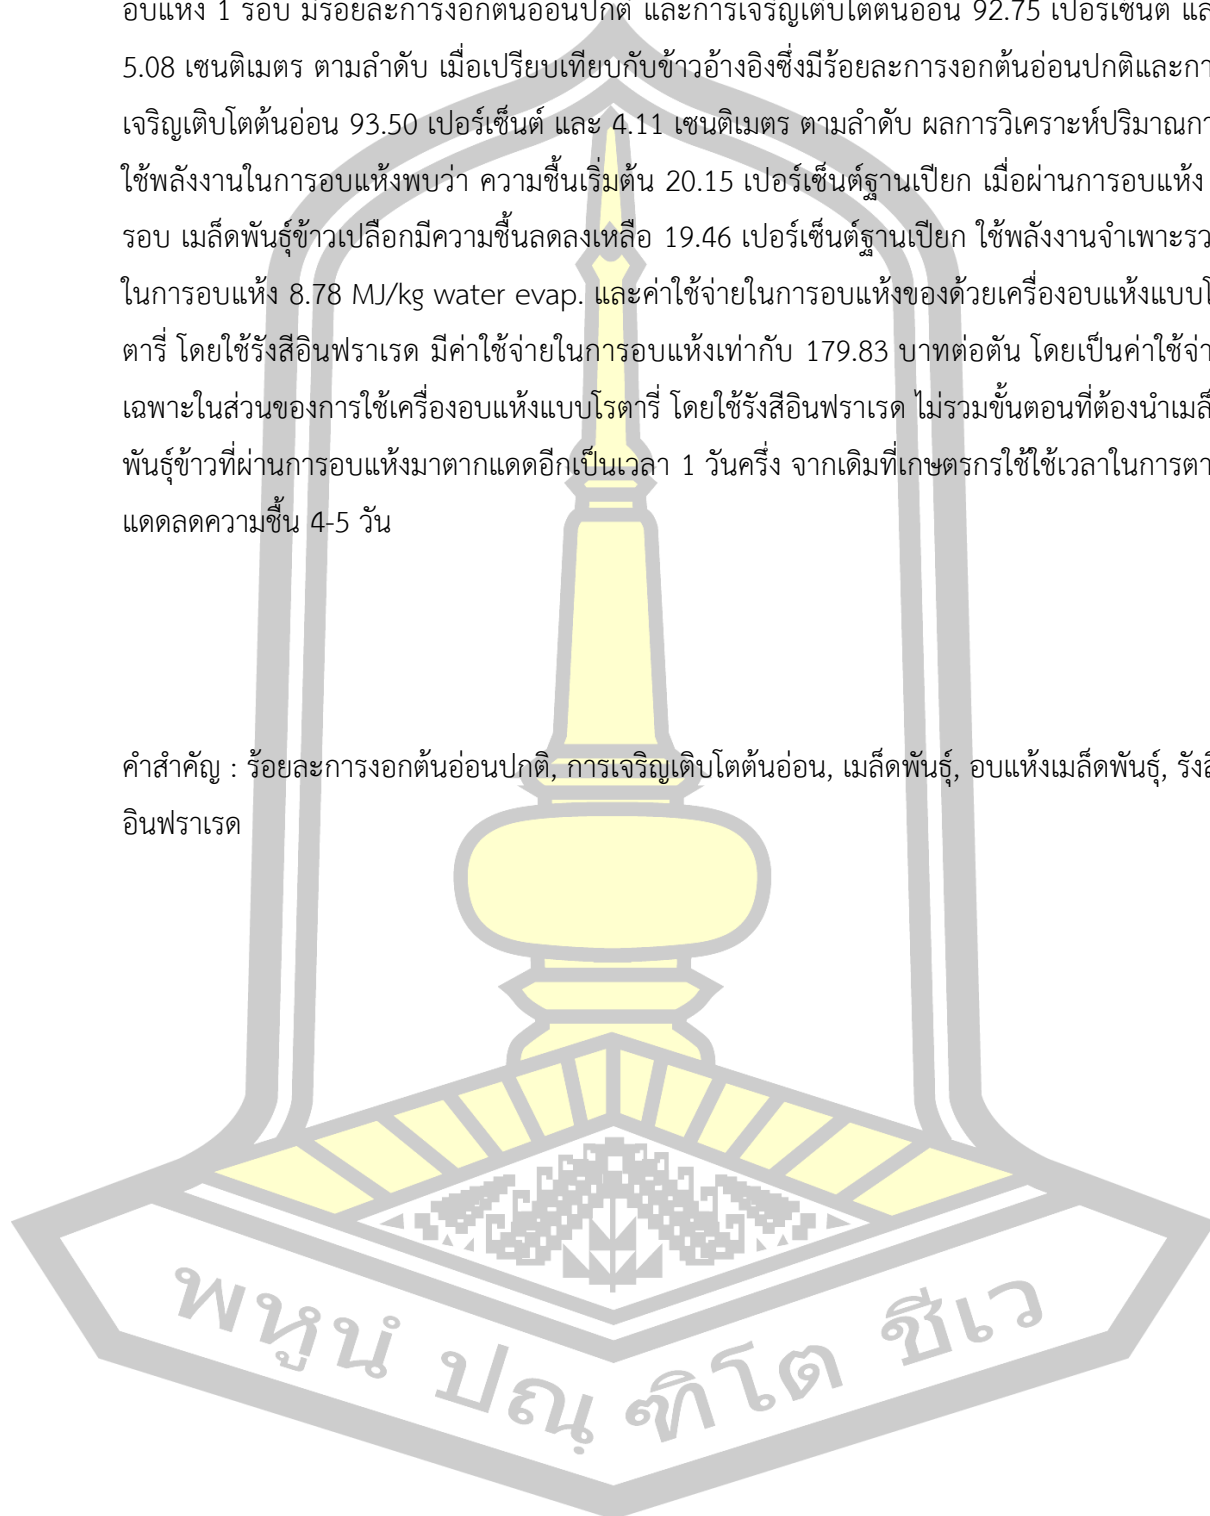 อบแห้ง 1 รอบ มีร้อยละการงอกต้นอ่อนปกติ และการเจริญเติบโตต้นอ่อน 92.75 เปอร์เซ็นต์
5.08 เซนติเมตร ตามลำดับ เมื่อเปรียบเทียบกับข้าวอ้างอิงซึ่งมีร้อยละการงอกต้นอ่อนปกติและกา
เจริญเติบโตต้นอ่อน 93.50 เปอร์เซ็นต์ และ 4.11 เซนติเมตร ตามลำดับ ผลการวิเคราะห์ปริมาณกา
ใช้พลังงานในการอบแห้งพบว่า ความชื้นเริ่มต้น 20.15 เปอร์เซ็นต์ฐานเปียก เมื่อผ่านการอบแห้ง
รอบ เมล็ดพันธุ์ข้าวเปลือกมีความชื้นลดลงเหลือ 19.46 เปอร์เซ็นต์ฐานเปียก ใช้พลังงานจำเพาะรว
ในการอบแห้ง 8.78 MJ/kg water evap. และค่าใช้จ่ายในการอบแห้งของด้วยเครื่องอบแห้งแบบโ
ตารี่ โดยใช้รังสีอินฟราเรด มีค่าใช้จ่ายในการอบแห้งเท่ากับ 179.83 บาทต่อตัน โดยเป็นค่าใช้จ่า
เฉพาะในส่วนของการใช้เครื่องอบแห้งแบบโรตารี่ โดยใช้รังสีอินฟราเรด ไม่รวมขั้นตอนที่ต้องนำเมล็
พันธุ์ข้าวที่ผ่านการอบแห้งมาตากแดดอีกเป็นเวลา 1 วันครึ่ง จากเดิมที่เกษตรกรใช้ใช้เวลาในการตา
แดดลดความชื้น 4-5 วัน
คำสำคัญ : ร้อยละการงอกต้นอ่อนปกติ, การเจริญเติบโตต้นอ่อน, เมล็ดพันธุ์, อบแห้งเมล็ดพันธุ์, รังสี
อินฟราเรด
พหูนํ ปณฺ ฑิโต ชีเว